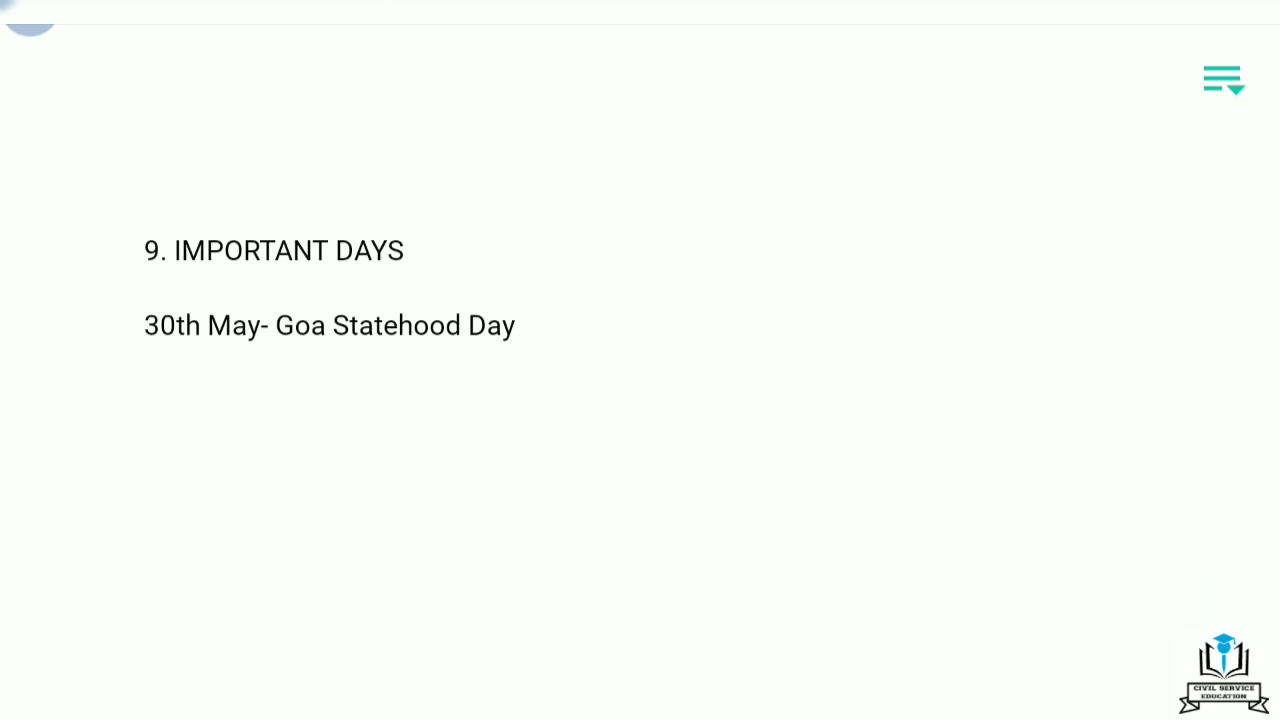 9. IMPORTANT DAYS
30th May- Goa Statehood Day
CIVIL SERVICE
EDUCATION